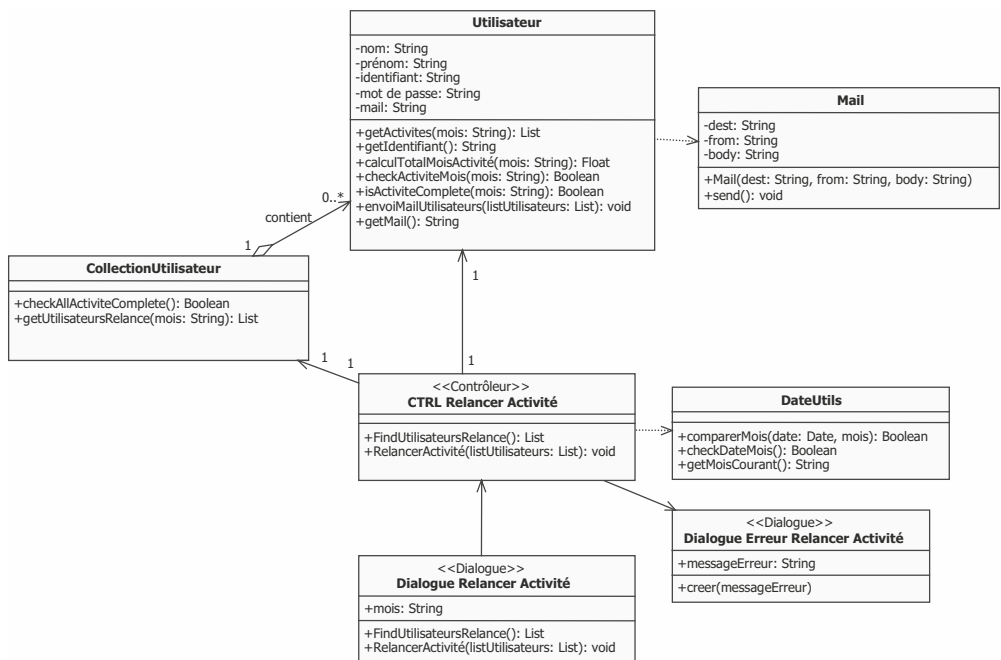 Utilisateur
-nom: String
-prénom: String
-identifiant: String
-mot de passe: String
-mail: String
+getActivites(mois: String): List
+getIdentifiant(): String
+calculTotalMoisActivité(mois: String): Float
+checkActiviteMois(mois: String): Boolean
+isActiviteComplete(mois: String): Boolean
+envoiMailUtilisateurs(listUtilisateurs: List): void
+getMail(): String
Mail
-dest: String
-from: String
-body: String
+Mail(dest: String, from: String, body: String)
+send(): void
0..*
contient
1
CollectionUtilisateur
+checkAllActiviteComplete(): Boolean
+getUtilisateursRelance(mois: String): List
1
1
1
1
<<Contrôleur>>
CTRL Relancer Activité
+FindUtilisateursRelance(): List
+RelancerActivité(listUtilisateurs: List): void
DateUtils
+comparerMois(date: Date, mois): Boolean
+checkDateMois(): Boolean
+getMoisCourant(): String
<<Dialogue>>
Dialogue Erreur Relancer Activité
+messageErreur: String
+creer(messageErreur)
<<Dialogue>>
Dialogue Relancer Activité
+mois: String
+FindUtilisateursRelance(): List
+RelancerActivité(listUtilisateurs: List): void